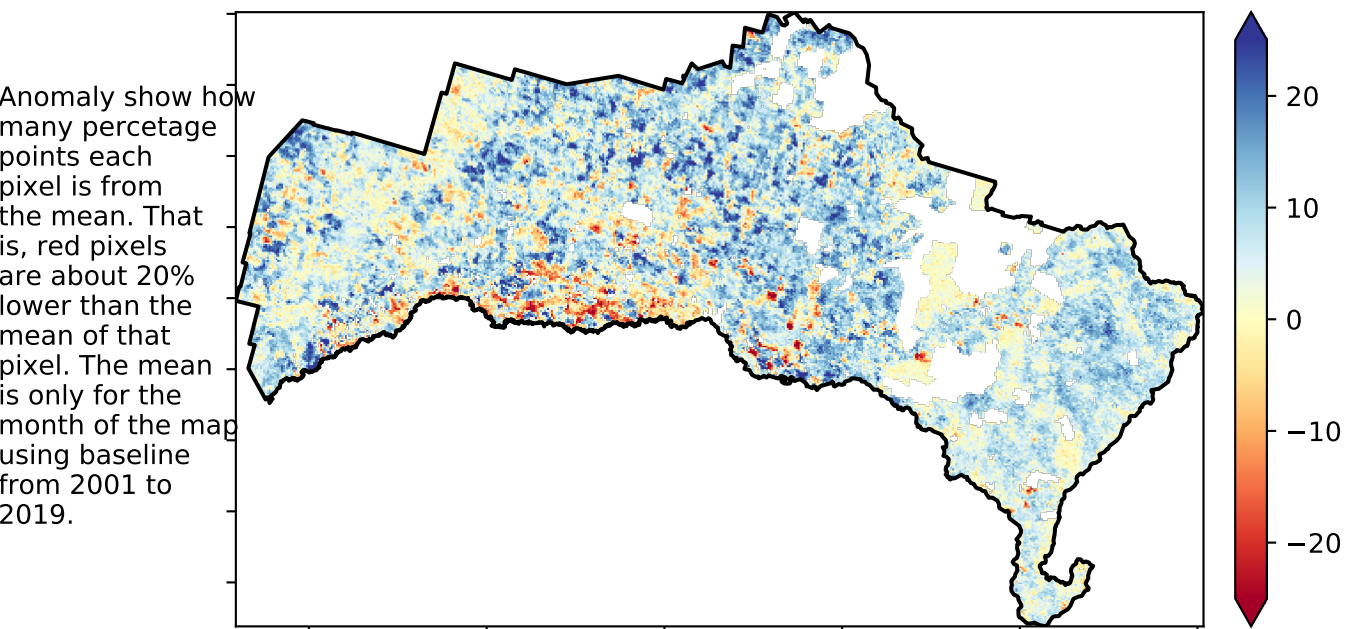 Anomaly show how
many percetage
points each
pixel is from
the mean. That
is, red pixels
are about 20%
lower than the
mean of that
pixel. The mean
is only for the
month of the map
using baseline
from 2001 to
2019.
20
10
0
−10
−20